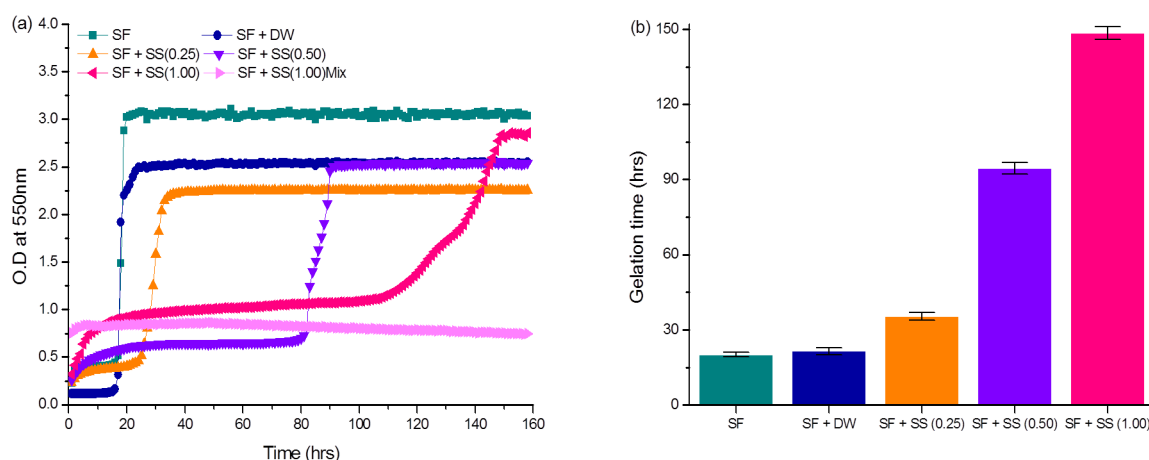 (a)
SF
SF + DW
SF + SS(0.25)
SF + SS(0.50)
SF + SS(1.00)
SF + SS(1.00)Mix
O.D at 550nm
4.0
3.5
3.0
2.5
2.0
1.5
1.0
0.5
0.0
0 20 40 60 80 100 120 140 160
Time (hrs)
(b)
Gelation time (hrs)
150
120
90
60
30
0
SF SF + DW SF + SS (0.25) SF + SS (0.50) SF + SS (1.00)